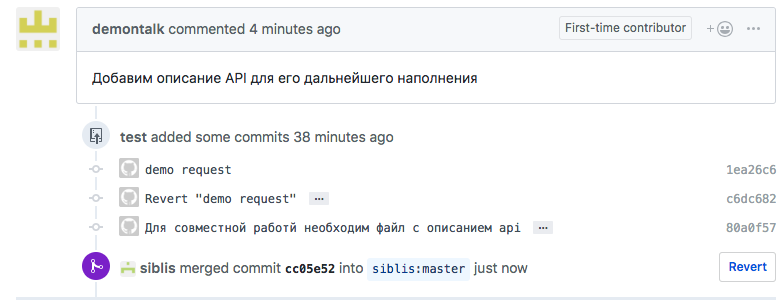 demontalk commented 4 minutes ago First-time contributor
Добавим описание API для его дальнейшего наполнения
test added some commits 38 minutes ago
demo request 1ea26c6
Revert "demo request" ... c6dc682
Для совместной работй необходим файл с описанием api ... 80a0f57
siblis merged commit cc05e52 into siblis:master just now Revert